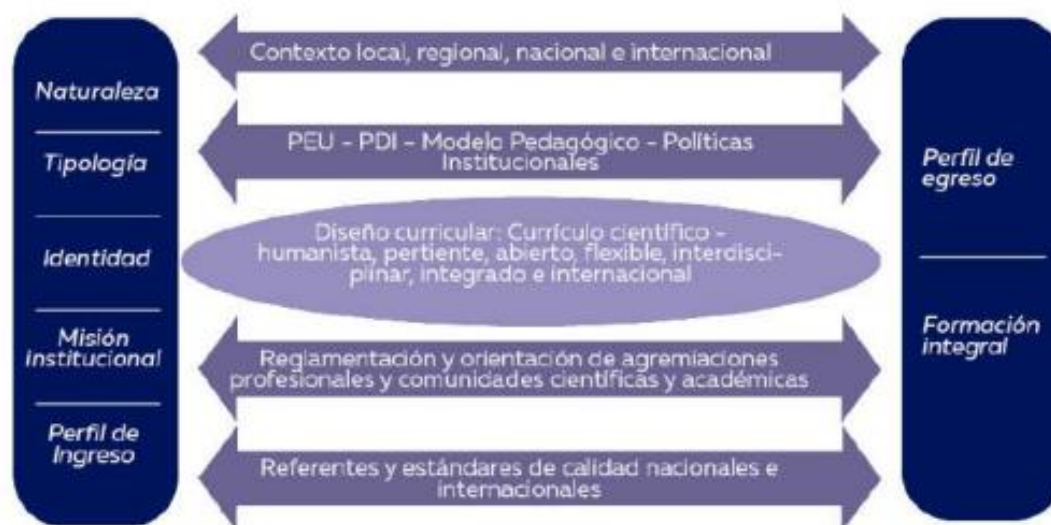 Naturaleza
Tipología
Identidad
Misión
Institucional
Perfil de
Ingreso
Contexto local, regional, nacional e internacional
PEU - PDI - Modelo Pedagógico - Políticas
Institucionales
Diseño curricular: Currículo científico -
humanista, pertiente, abierto, flexible, interdisci-
plinar, integrado e internacional
Reglamentación y orientación de agremiaciones
profesionales y comunidades científicas y académicas
Referentes y estándares de calidad nacionales e
internacionales
Perfil de
egreso
Formación
integral